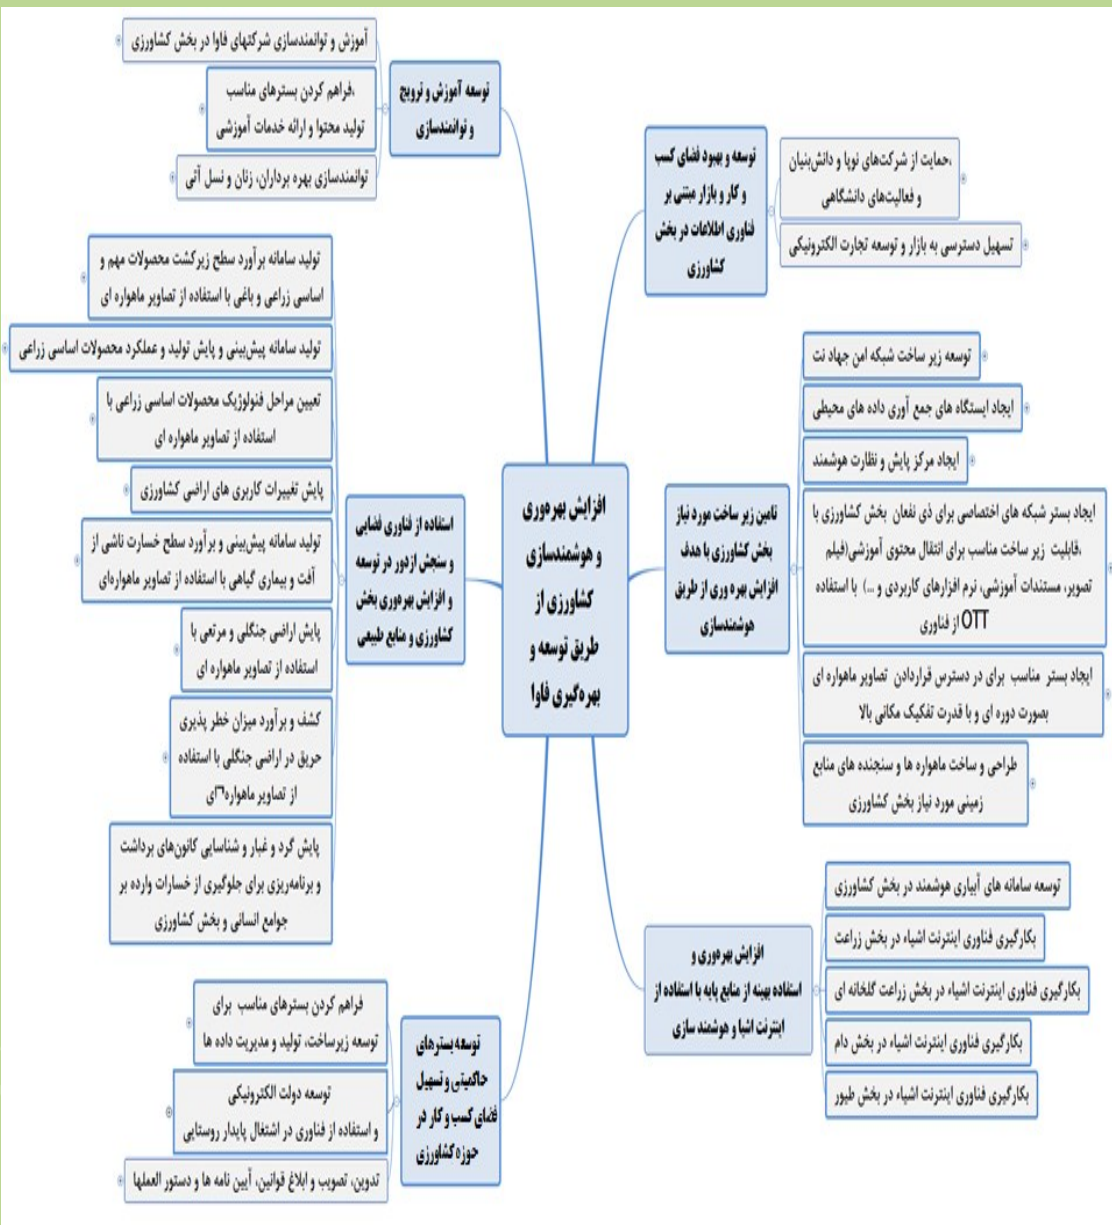 افزایش بهره‌وری
و هوشمندسازی
کشاورزی از
طریق توسعه و
بهره‌گیری فاوا
توسعه و بهبود فضای کسب
و کار و بازار مبتنی بر
فناوری اطلاعات در بخش
کشاورزی
،حمایت از شرکت‌های نوپا و دانش‌بنیان
و فعالیت‌های دانشگاهی
تسهیل دسترسی به بازار و توسعه تجارت الکترونیکی
تامین زیر ساخت مورد نیاز
بخش کشاورزی با هدف
افزایش بهره وری از طریق
هوشمندسازی
توسعه زیر ساخت شبکه امن جهاد نت
ایجاد ایستگاه های جمع آوری داده های محیطی
ایجاد مرکز پایش و نظارت هوشمند
ایجاد بستر شبکه های اختصاصی برای ذی نفعان بخش کشاورزی با
،قابلیت زیر ساخت مناسب برای انتقال محتوی آموزشی(فیلم
تصویر، مستندات آموزشی، نرم افزارهای کاربردی و ...) با استفاده
OTT از فناوری
ایجاد بستر مناسب برای در دسترس قراردادن تصاویر ماهواره ای
بصورت دوره ای و با قدرت تفکیک مکانی بالا
طراحی و ساخت ماهواره ها و سنجنده های منابع
زمینی مورد نیاز بخش کشاورزی
افزایش بهره‌وری و
استفاده بهینه از منابع پایه با استفاده از
اینترنت اشیا و هوشمند سازی
توسعه سامانه های آبیاری هوشمند در بخش کشاورزی
بکارگیری فناوری اینترنت اشیاء در بخش زراعت
بکارگیری فناوری اینترنت اشیاء در بخش زراعت گلخانه ای
بکارگیری فناوری اینترنت اشیاء در بخش دام
بکارگیری فناوری اینترنت اشیاء در بخش طیور
توسعه آموزش و ترویج
و توانمندسازی
آموزش و توانمندسازی شرکتهای فاوا در بخش کشاورزی
،فراهم کردن بسترهای مناسب
تولید محتوا و ارائه خدمات آموزشی
توانمندسازی بهره برداران، زنان و نسل آتی
استفاده از فناوری فضایی
و سنجش ازدور در توسعه
و افزایش بهره‌وری بخش
کشاورزی و منابع طبیعی
تولید سامانه برآورد سطح زیرکشت محصولات مهم و
اساسی زراعی و باغی با استفاده از تصاویر ماهواره ای
تولید سامانه پیش‌بینی و پایش تولید و عملکرد محصولات اساسی زراعی
تعیین مراحل فنولوژیک محصولات اساسی زراعی با
استفاده از تصاویر ماهواره ای
پایش تغییرات کاربری های اراضی کشاورزی
تولید سامانه پیش‌بینی و برآورد سطح خسارت ناشی از
آفت و بیماری گیاهی با استفاده از تصاویر ماهواره‌ای
پایش اراضی جنگلی و مرتعی با
استفاده از تصاویر ماهواره ای
کشف و برآورد میزان خطر پذیری
حریق در اراضی جنگلی با استفاده
از تصاویر
پایش گرد و غبار و شناسایی کانون‌های برداشت
و برنامه‌ریزی برای جلوگیری از خسارات وارده بر
جوامع انسانی و بخش کشاورزی
توسعه بسترهای
حاکمیتی و تسهیل
فضای کسب و کار در
حوزه کشاورزی
فراهم کردن بسترهای مناسب برای
توسعه زیرساخت، تولید و مدیریت داده ها
توسعه دولت الکترونیکی
و استفاده از فناوری در اشتغال پایدار روستایی
تدوین، تصویب و ابلاغ قوانین، آیین نامه ها و دستور العملها